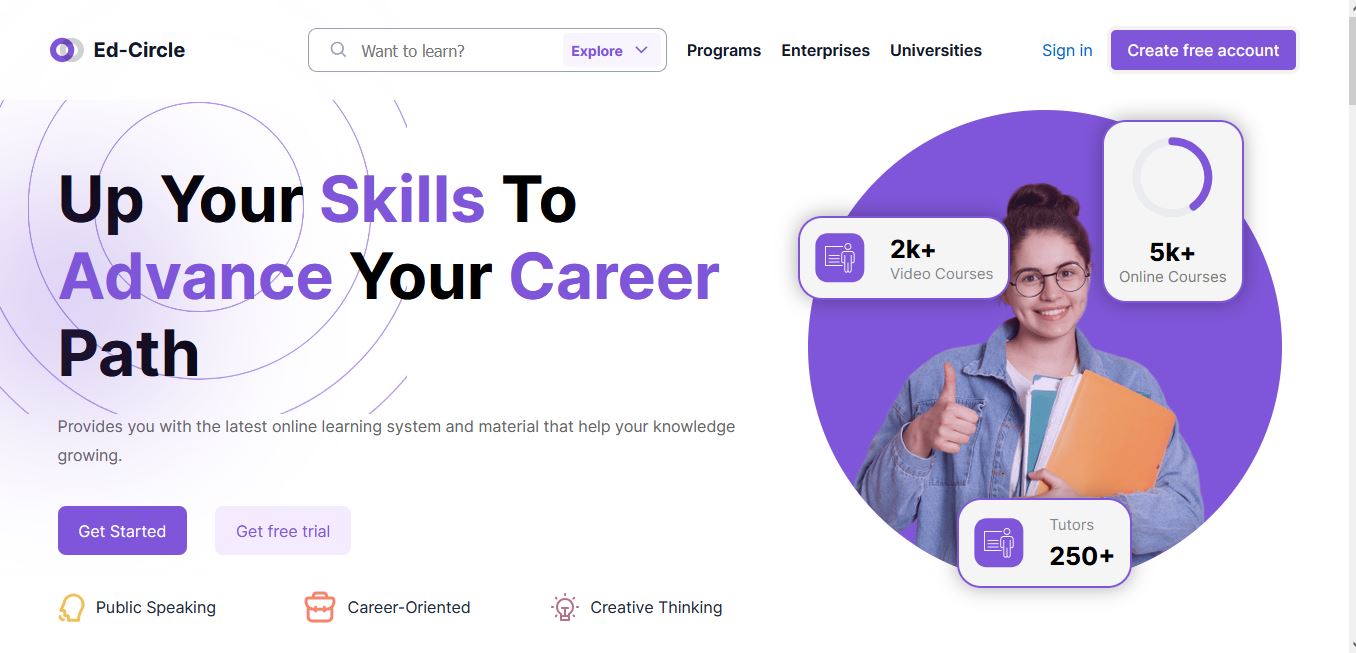 Ed-Circle
Want to learn?
Explore
Programs
Enterprises
Universities
Sign in
Create free account
Up Your Skills To
Advance Your Career
Path
Provides you with the latest online learning system and material that help your knowledge
growing.
Get Started
Get free trial
Public Speaking
Career-Oriented
Creative Thinking
2k+
Video Courses
5k+
Online Courses
Tutors
250+